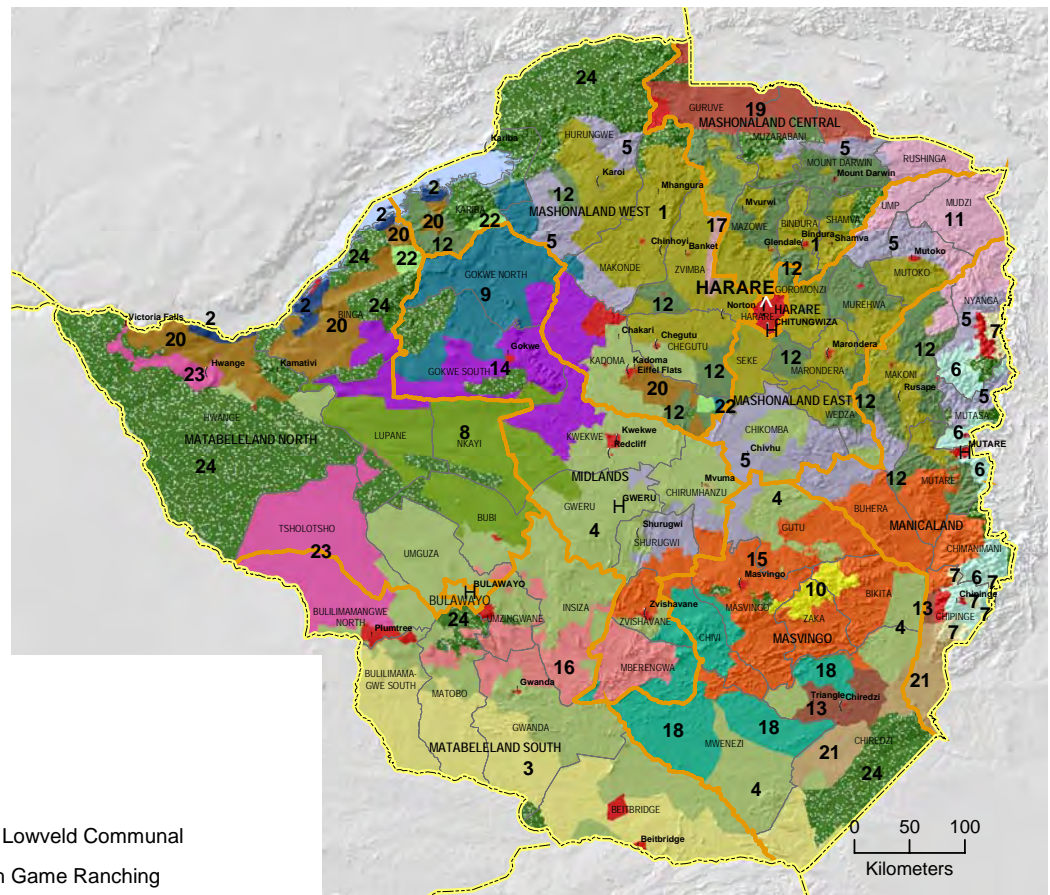 24
GURUVE
19
MASHONALAND CENTRAL
MUZARABANI
Kariba
HURUNGWE
5
5
MOUNT DARWIN
Mount Darwin
RUSHINGA
Karoi
2
12
Mhangura
UMP
MUDZI
11
2
20
KARIBA
22
MASHONALAND WEST
1
Mvurwi
BINDURA
SHAMVA
20
12
17
MAZOWE
Bindura
Shamva
5
Mutoko
5
Chinhoyi
Banket
Glendale
1
MUTOKO
24
22
MAKONDE
ZVIMBA
12
GOKWE NORTH
HARARE
GOROMONZI
NYANGA
9
24
MUREHWA
5
7
Victoria Falls
2
2
BINGA
12
Norton
HARARE
HARARE
CHITUNGWIZA
12
20
20
Chakari
Chegutu
CHEGUTU
Marondera
6
Hwange
Kamativi
Gokwe
KADOMA
Kadoma
Eiffel Flats
12
SEKE
12
MARONDERA
MAKONI
Rusape
5
23
GOKWE SOUTH
14
20
MUTASA
HWANGE
12
22
MASHONALAND EAST
WEDZA
12
6
MATABELELAND NORTH
LUPANE
8
NKAYI
KWEKWE
Kwekwe
Redcliff
CHIKOMBA
Chivhu
5
H
MUTARE
6
24
MIDLANDS
Mvuma
12
MUTARE
GWERU
H
GWERU
CHIRUMHANZU
4
BUHERA
BUBI
4
Shurugwi
SHURUGWI
GUTU
MANICALAND
TSHOLOTSHO
23
UMGUZA
15
CHIMANIMANI
Masvingo
7
6
7
H
BULAWAYO
BULAWAYO
10
BIKITA
Chipinge
7
BULILIMAMANGWE
NORTH
24
INSIZA
Zvishavane
ZVISHAVANE
MASVINGO
13
CHIPINGE
7
UMZINGWANE
ZAKA
7
Plumtree
CHIVI
MASVINGO
4
MBERENGWA
16
18
BULILIMAMA-
GWE SOUTH
MATOBO
Gwanda
Triangle
Chiredzi
21
13
GWANDA
18
18
MATABELELAND SOUTH
MWENEZI
21
CHIREDZI
3
24
4
BEITBRIDGE
Lowveld Communal
0 50 100
Beitbridge
Kilometers
Game Ranching